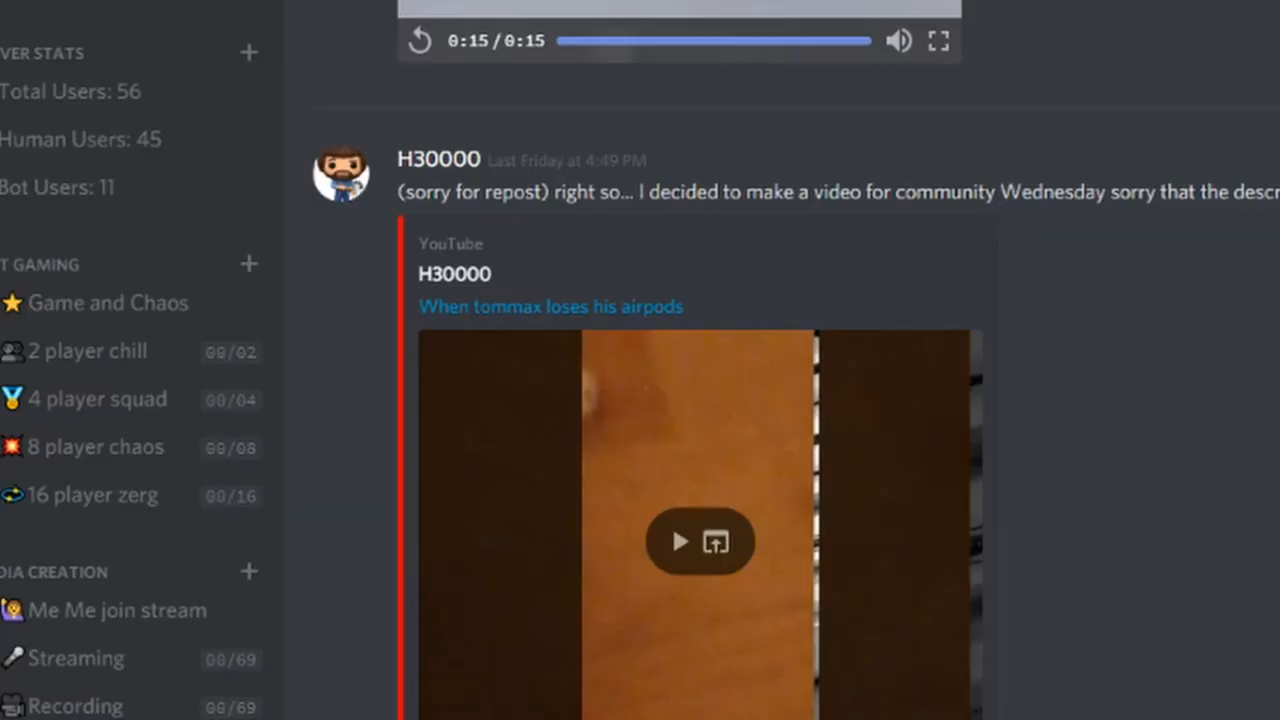 0:15/0:15
VER STATS
Total Users: 56
Human Users: 45
Bot Users: 11
T GAMING
Game and Chaos
2 player chill 00/02
4 player squad 00/04
8 player chaos 00/08
16 player zerg 00/16
DIA CREATION
Me Me join stream
Streaming 00/69
Recording 00/69
H30000 Last Friday at 4:49 PM
(sorry for repost) right so... I decided to make a video for community Wednesday sorry that the descr
YouTube
H30000
When tommax loses his airpods